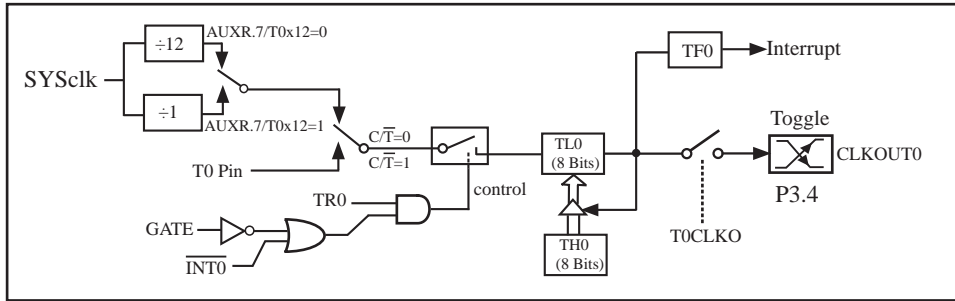 AUXR.7/T0x12=0
÷12
SYSclk
÷1
AUXR.7/T0x12=1
T0 Pin
C/T̅=0
C/T̅=1
control
TR0
GATE
I̅N̅T̅0̅
TL0
(8 Bits)
TH0
(8 Bits)
TF0
Interrupt
Toggle
CLKOUT0
P3.4
T0CLKO